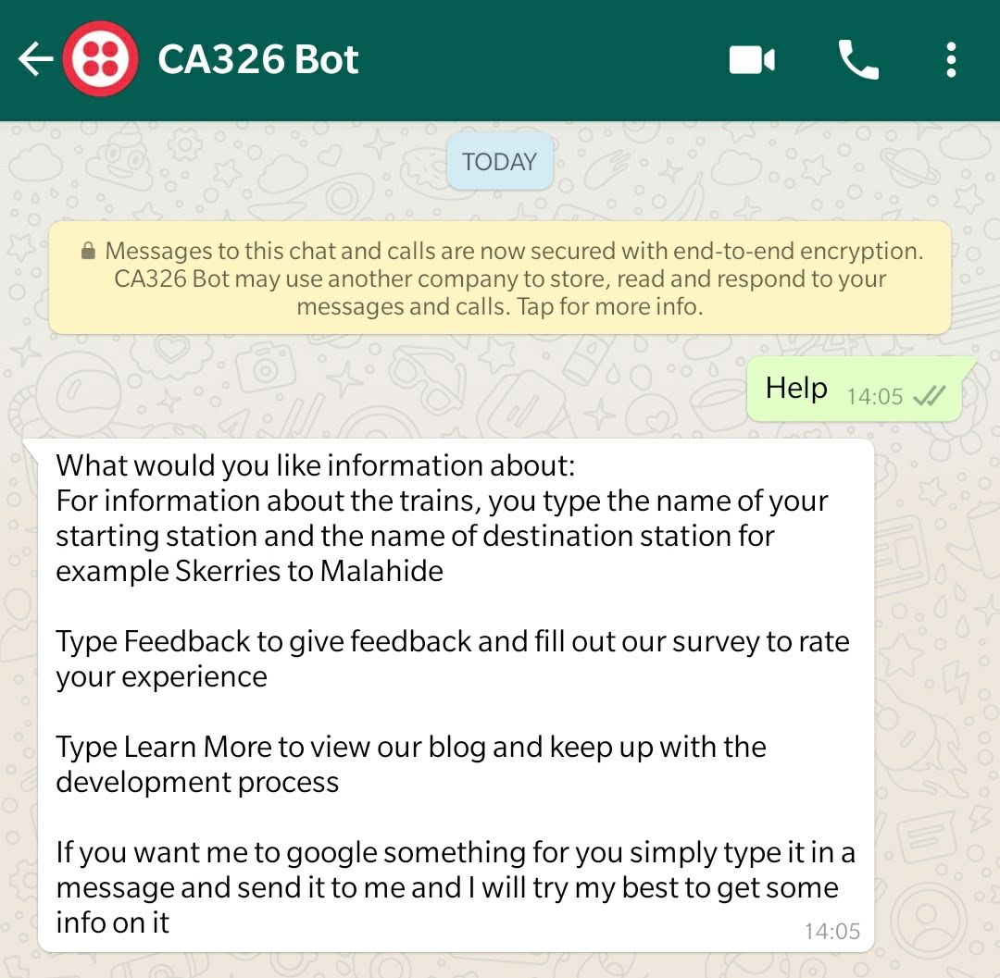 CA326 Bot
TODAY
Messages to this chat and calls are now secured with end-to-end encryption.
CA326 Bot may use another company to store, read and respond to your
messages and calls. Tap for more info.
Help 14:05
What would you like information about:
For information about the trains, you type the name of your
starting station and the name of destination station for
example Skerries to Malahide
Type Feedback to give feedback and fill out our survey to rate
your experience
Type Learn More to view our blog and keep up with the
development process
If you want me to google something for you simply type it in a
message and send it to me and I will try my best to get some
info on it
14:05